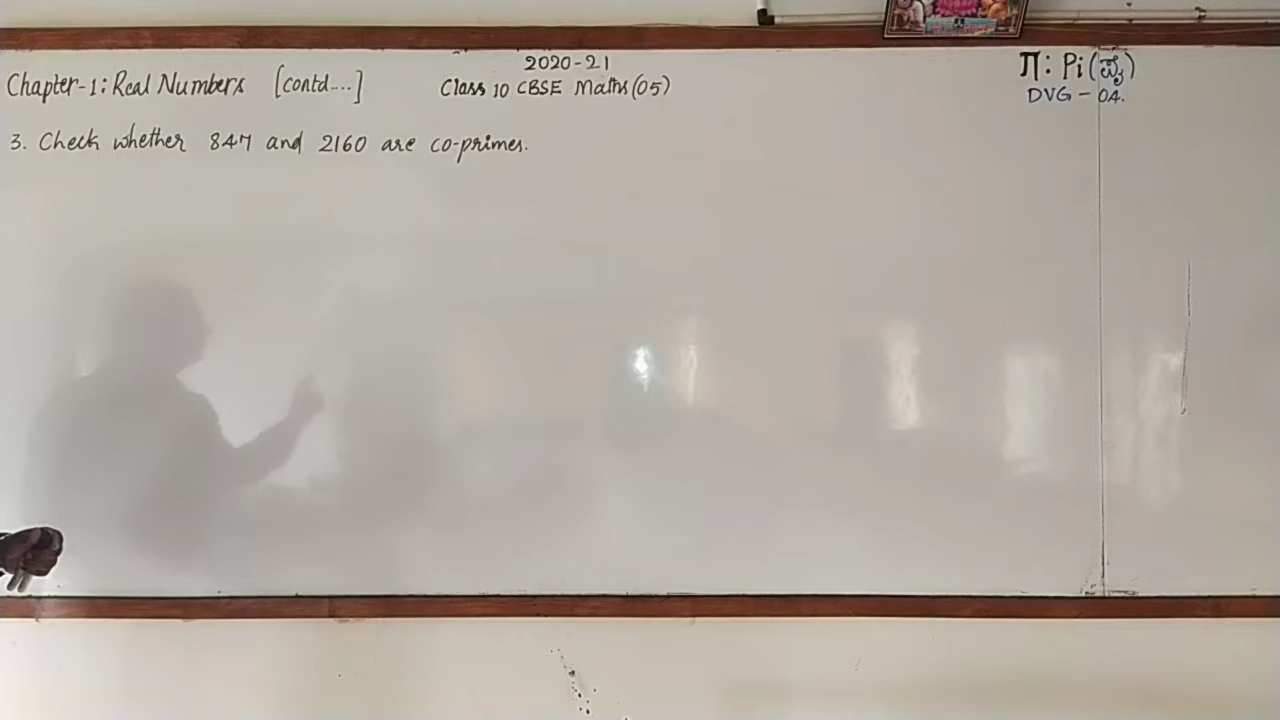 2020-21
Chapter-1: Real Numbers [contd....] Class 10 CBSE Maths (05) π: Pi (ಪೈ)
DVG - 04.
3. Check whether 847 and 2160 are co-primes.